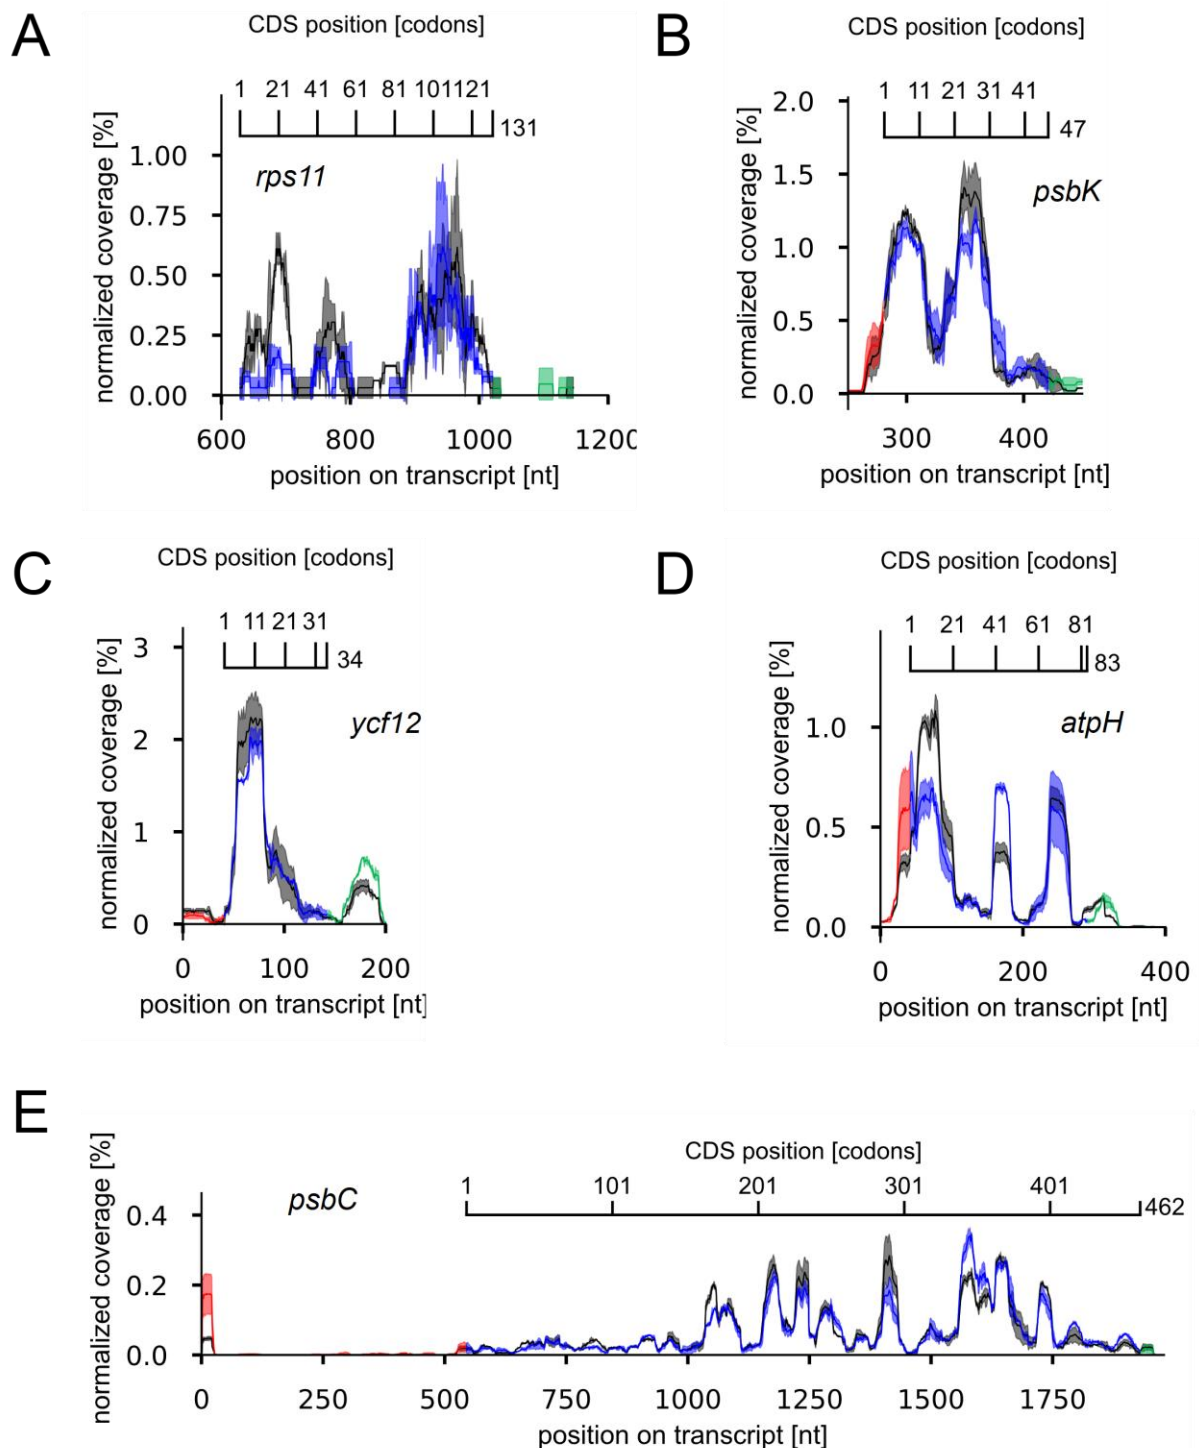 A
CDS position [codons]
1 21 41 61 81 1011121
131
rps11
normalized coverage [%]
1.00
0.75
0.50
0.25
0.00
600 800 1000 1200
position on transcript [nt]
B
CDS position [codons]
1 11 21 31 41
47
psbK
normalized coverage [%]
2.0
1.5
1.0
0.5
0.0
300 400
position on transcript [nt]
C
CDS position [codons]
1 11 21 31
34
ycf12
normalized coverage [%]
3
2
1
0
0 100 200
position on transcript [nt]
D
CDS position [codons]
1 21 41 61 81
83
atpH
normalized coverage [%]
1.0
0.5
0.0
0 200 400
position on transcript [nt]
E
CDS position [codons]
1 101 201 301 401
462
psbC
normalized coverage [%]
0.4
0.2
0.0
0 250 500 750 1000 1250 1500 1750
position on transcript [nt]